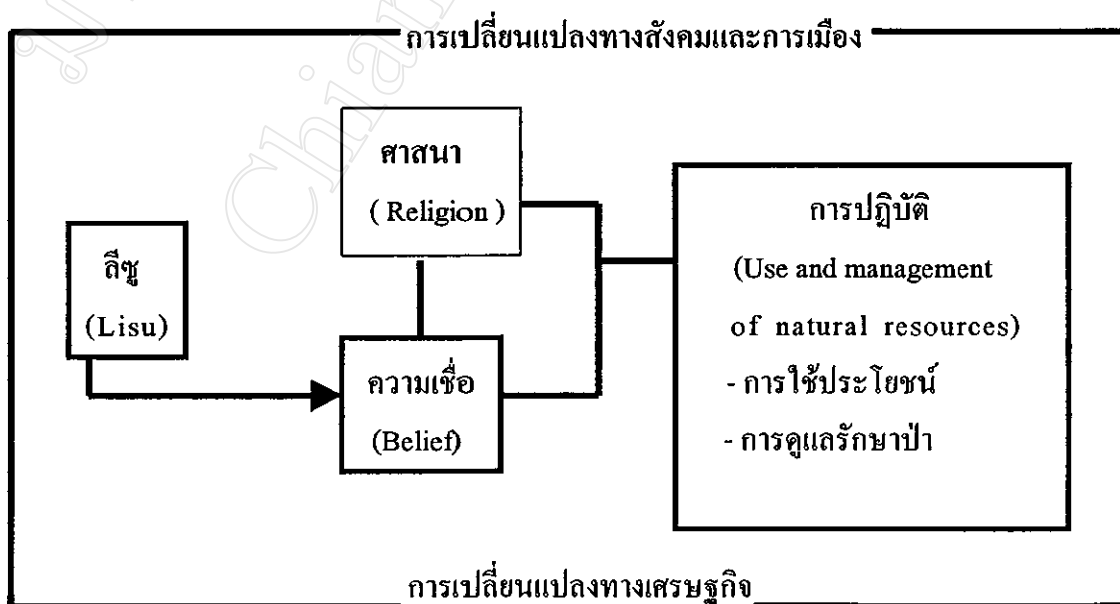 การเปลี่ยนแปลงทางสังคมและการเมือง
ศาสนา
( Religion )
ลีซู
(Lisu)
ความเชื่อ
(Belief)
การปฏิบัติ
(Use and management
of natural resources)
- การใช้ประโยชน์
- การดูแลรักษาป่า
การเปลี่ยนแปลงทางเศรษฐกิจ